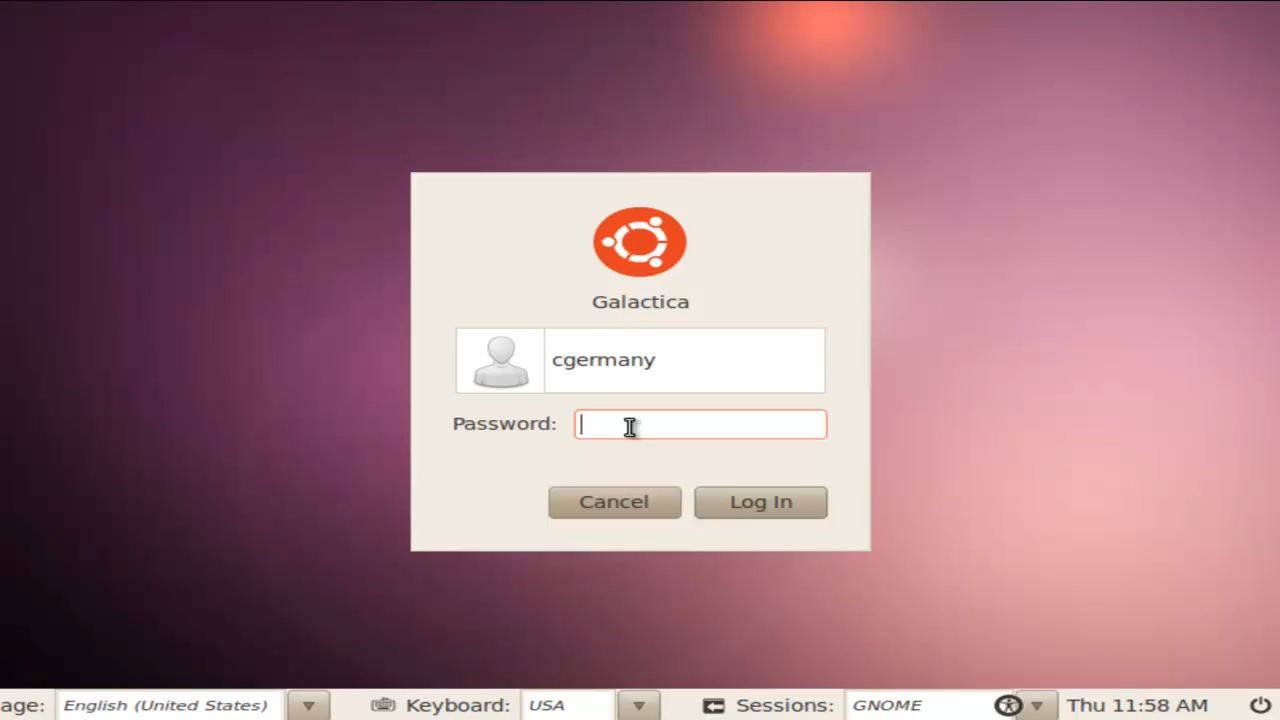 Galactica
cgermany
Password:
Cancel Log In
age: English (United States) Keyboard: USA Sessions: GNOME Thu 11:58 AM